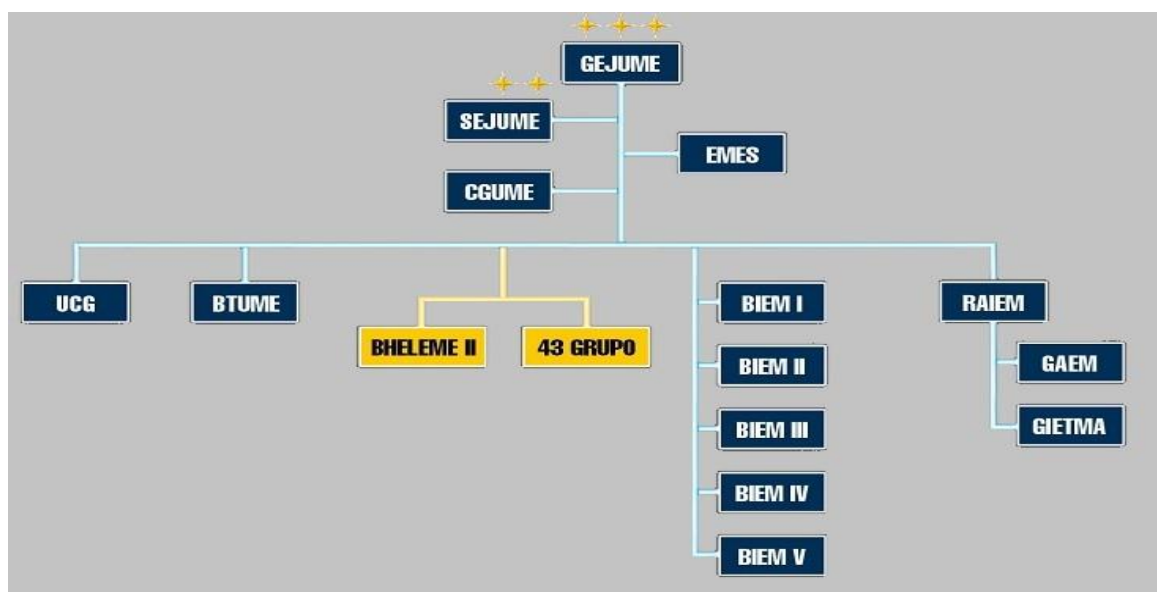 GEJUME
SEJUME
EMES
CGUME
UCG
BTUME
BHELEME II
43 GRUPO
BIEM I
BIEM II
BIEM III
BIEM IV
BIEM V
RAIEM
GAEM
GIETMA